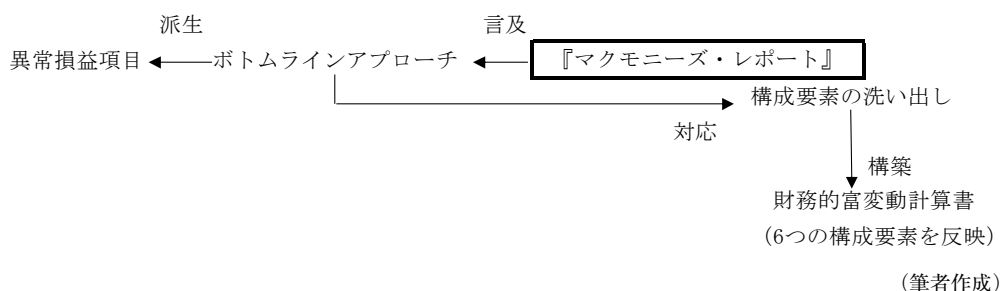 派生 言及
異常損益項目 ボトムラインアプローチ 『マクモニーズ・レポート』
構成要素の洗い出し
対応
構築
財務的富変動計算書
（6つの構成要素を反映）
（筆者作成）